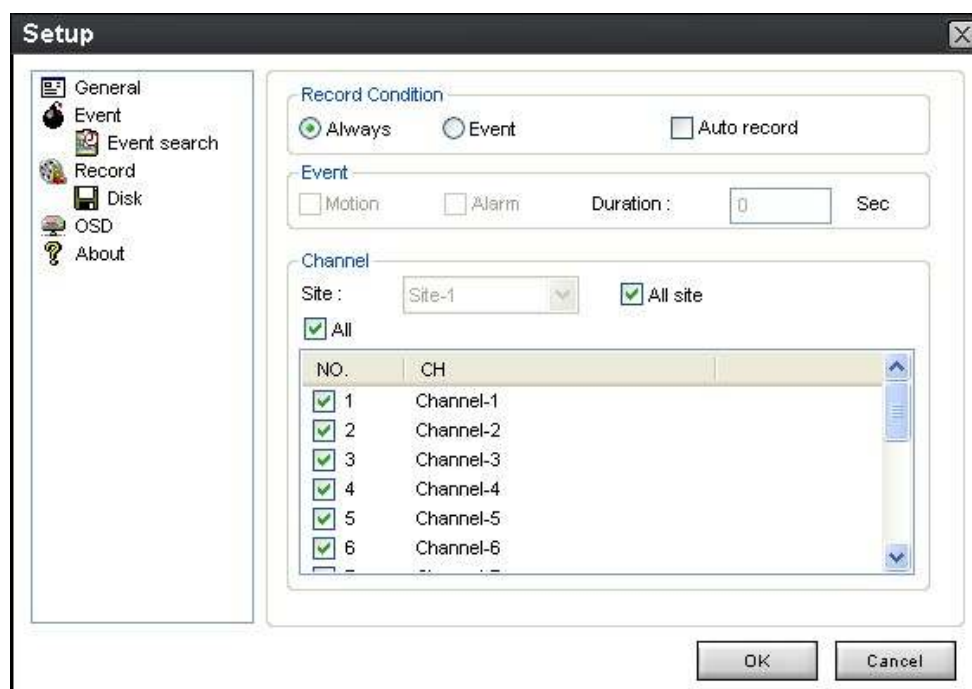 Setup
General
Event
Event search
Record
Disk
OSD
About
Record Condition
Always Event Auto record
Event
Motion Alarm Duration : 0 Sec
Channel
Site : Site-1 All site
All
NO. CH
1 Channel-1
2 Channel-2
3 Channel-3
4 Channel-4
5 Channel-5
6 Channel-6
OK Cancel